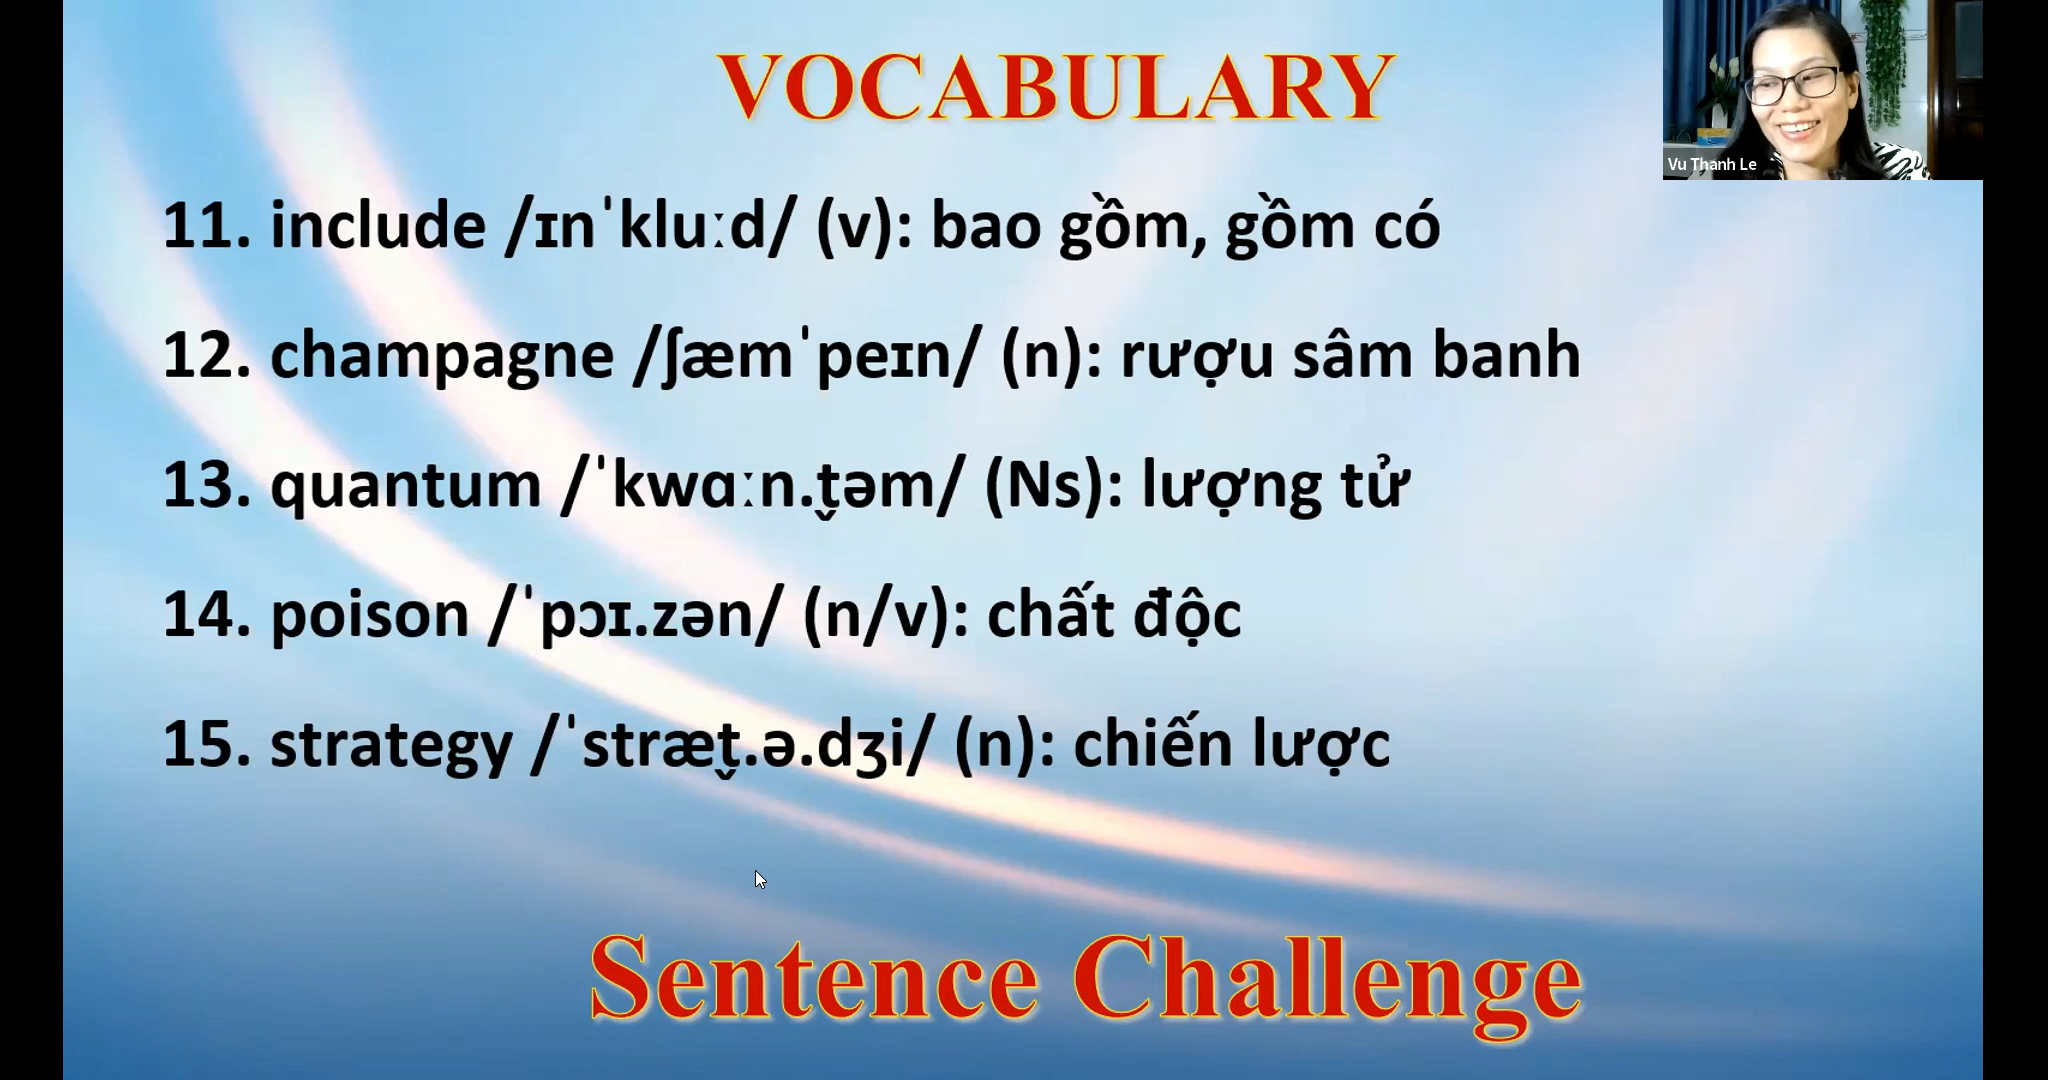 VOCABULARY
Vu Thanh Le
11. include /ɪnˈkluːd/ (v): bao gồm, gồm có
12. champagne /ʃæmˈpeɪn/ (n): rượu sâm banh
13. quantum /ˈkwɑːn.t̬əm/ (Ns): lượng tử
14. poison /ˈpɔɪ.zən/ (n/v): chất độc
15. strategy /ˈstræt̬.ə.dʒi/ (n): chiến lược
Sentence Challenge